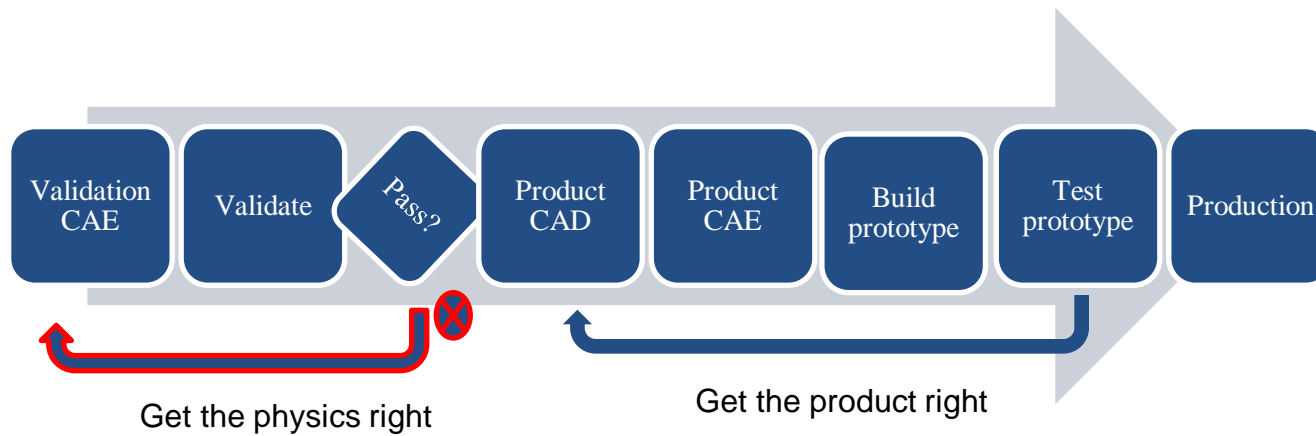 Validation
CAE
Validate
Pass?
Product
CAD
Product
CAE
Build
prototype
Test
prototype
Production
Get the physics right
Get the product right